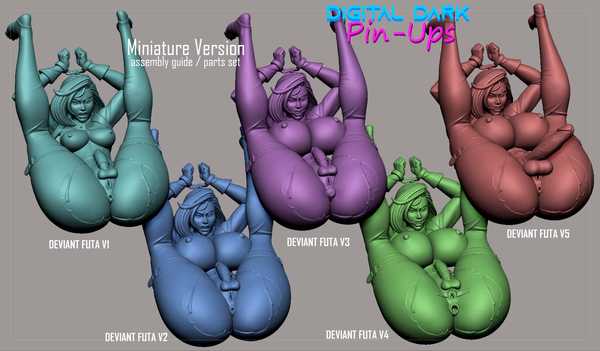 DIGITAL DARK
Pin-Ups
Miniature Version
assembly guide / parts set
DEVIANT FUTA V1
DEVIANT FUTA V2
DEVIANT FUTA V3
DEVIANT FUTA V4
DEVIANT FUTA V5